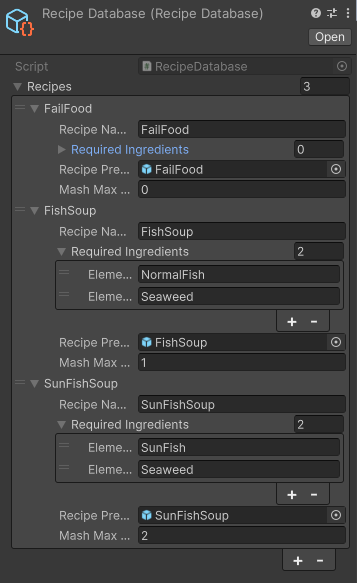 Recipe Database (Recipe Database)
Open
Script RecipeDatabase
Recipes 3
FailFood
Recipe Na... FailFood
Required Ingredients 0
Recipe Pre... FailFood
Mash Max 0
FishSoup
Recipe Na... FishSoup
Required Ingredients 2
Eleme... NormalFish
Eleme... Seaweed
+ -
Recipe Pre... FishSoup
Mash Max 1
SunFishSoup
Recipe Na... SunFishSoup
Required Ingredients 2
Eleme... SunFish
Eleme... Seaweed
+ -
Recipe Pre... SunFishSoup
Mash Max 2
+ -